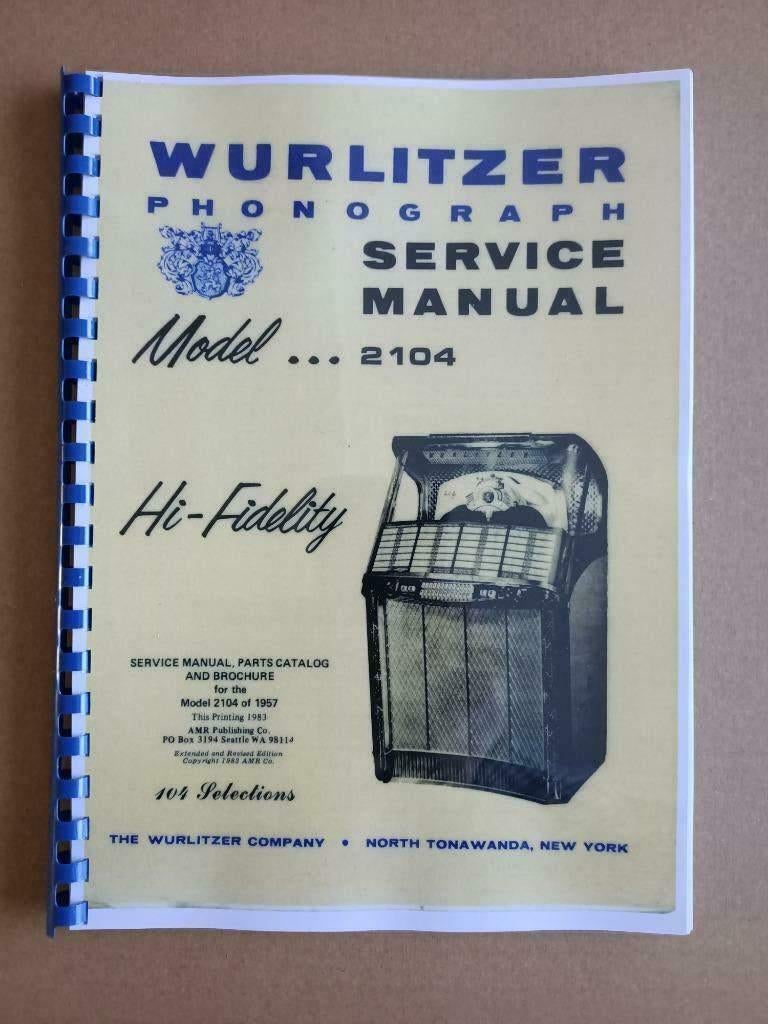 WURLITZER
PHONOGRAPH
SERVICE
MANUAL
Model ... 2104
Hi-Fidelity
WURLITZER
SERVICE MANUAL, PARTS CATALOG
AND BROCHURE
for the
Model 2104 of 1957
This Printing 1983
AMR Publishing Co.
PO Box 3194 Seattle WA 98114
Extended and Revised Edition
Copyright 1983 AMR Co.
104 Selections
THE WURLITZER COMPANY • NORTH TONAWANDA, NEW YORK